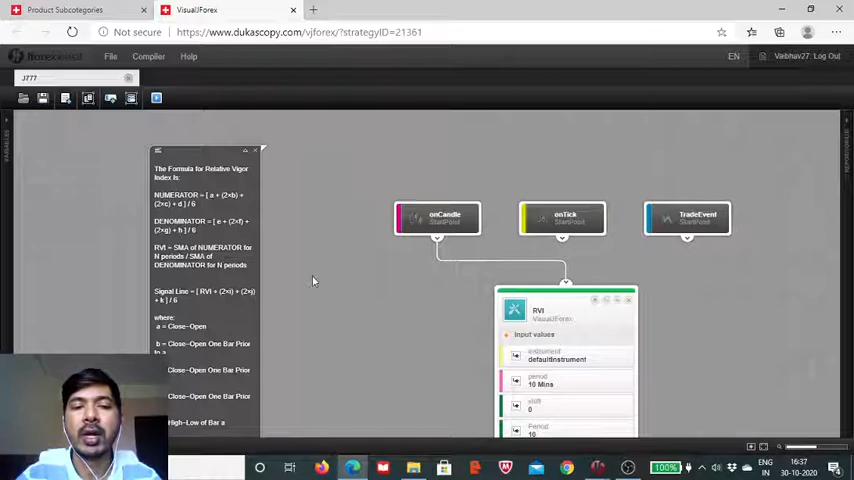 Product Subcategories
VisualJForex
Not secure
https://www.dukascopy.com/vjforex/?strategyID=21361
File
Compiler
Help
EN
Vaibhav27: Log Out
J777
VARIABLES
REPOSITORIES
The Formula for Relative Vigor
Index is:
NUMERATOR = [ a + (2×b) +
(2×c) + d ] / 6
DENOMINATOR = [ e + (2×f) +
(2×g) + h ] / 6
RVI = SMA of NUMERATOR for
N periods / SMA of
DENOMINATOR for N periods
Signal Line = [ RVI + (2×i) + (2×j)
+ k ] / 6
where:
a = Close−Open
b = Close−Open One Bar Prior
to a
Close−Open One Bar Prior
Close−Open One Bar Prior
High−Low of Bar a
onCandle
StartPoint
onTick
StartPoint
TradeEvent
StartPoint
RVI
VisualJForex
Input values
instrument
defaultInstrument
period
10 Mins
shift
0
Period
10
100%
ENG
IN
16:37
30-10-2020
4